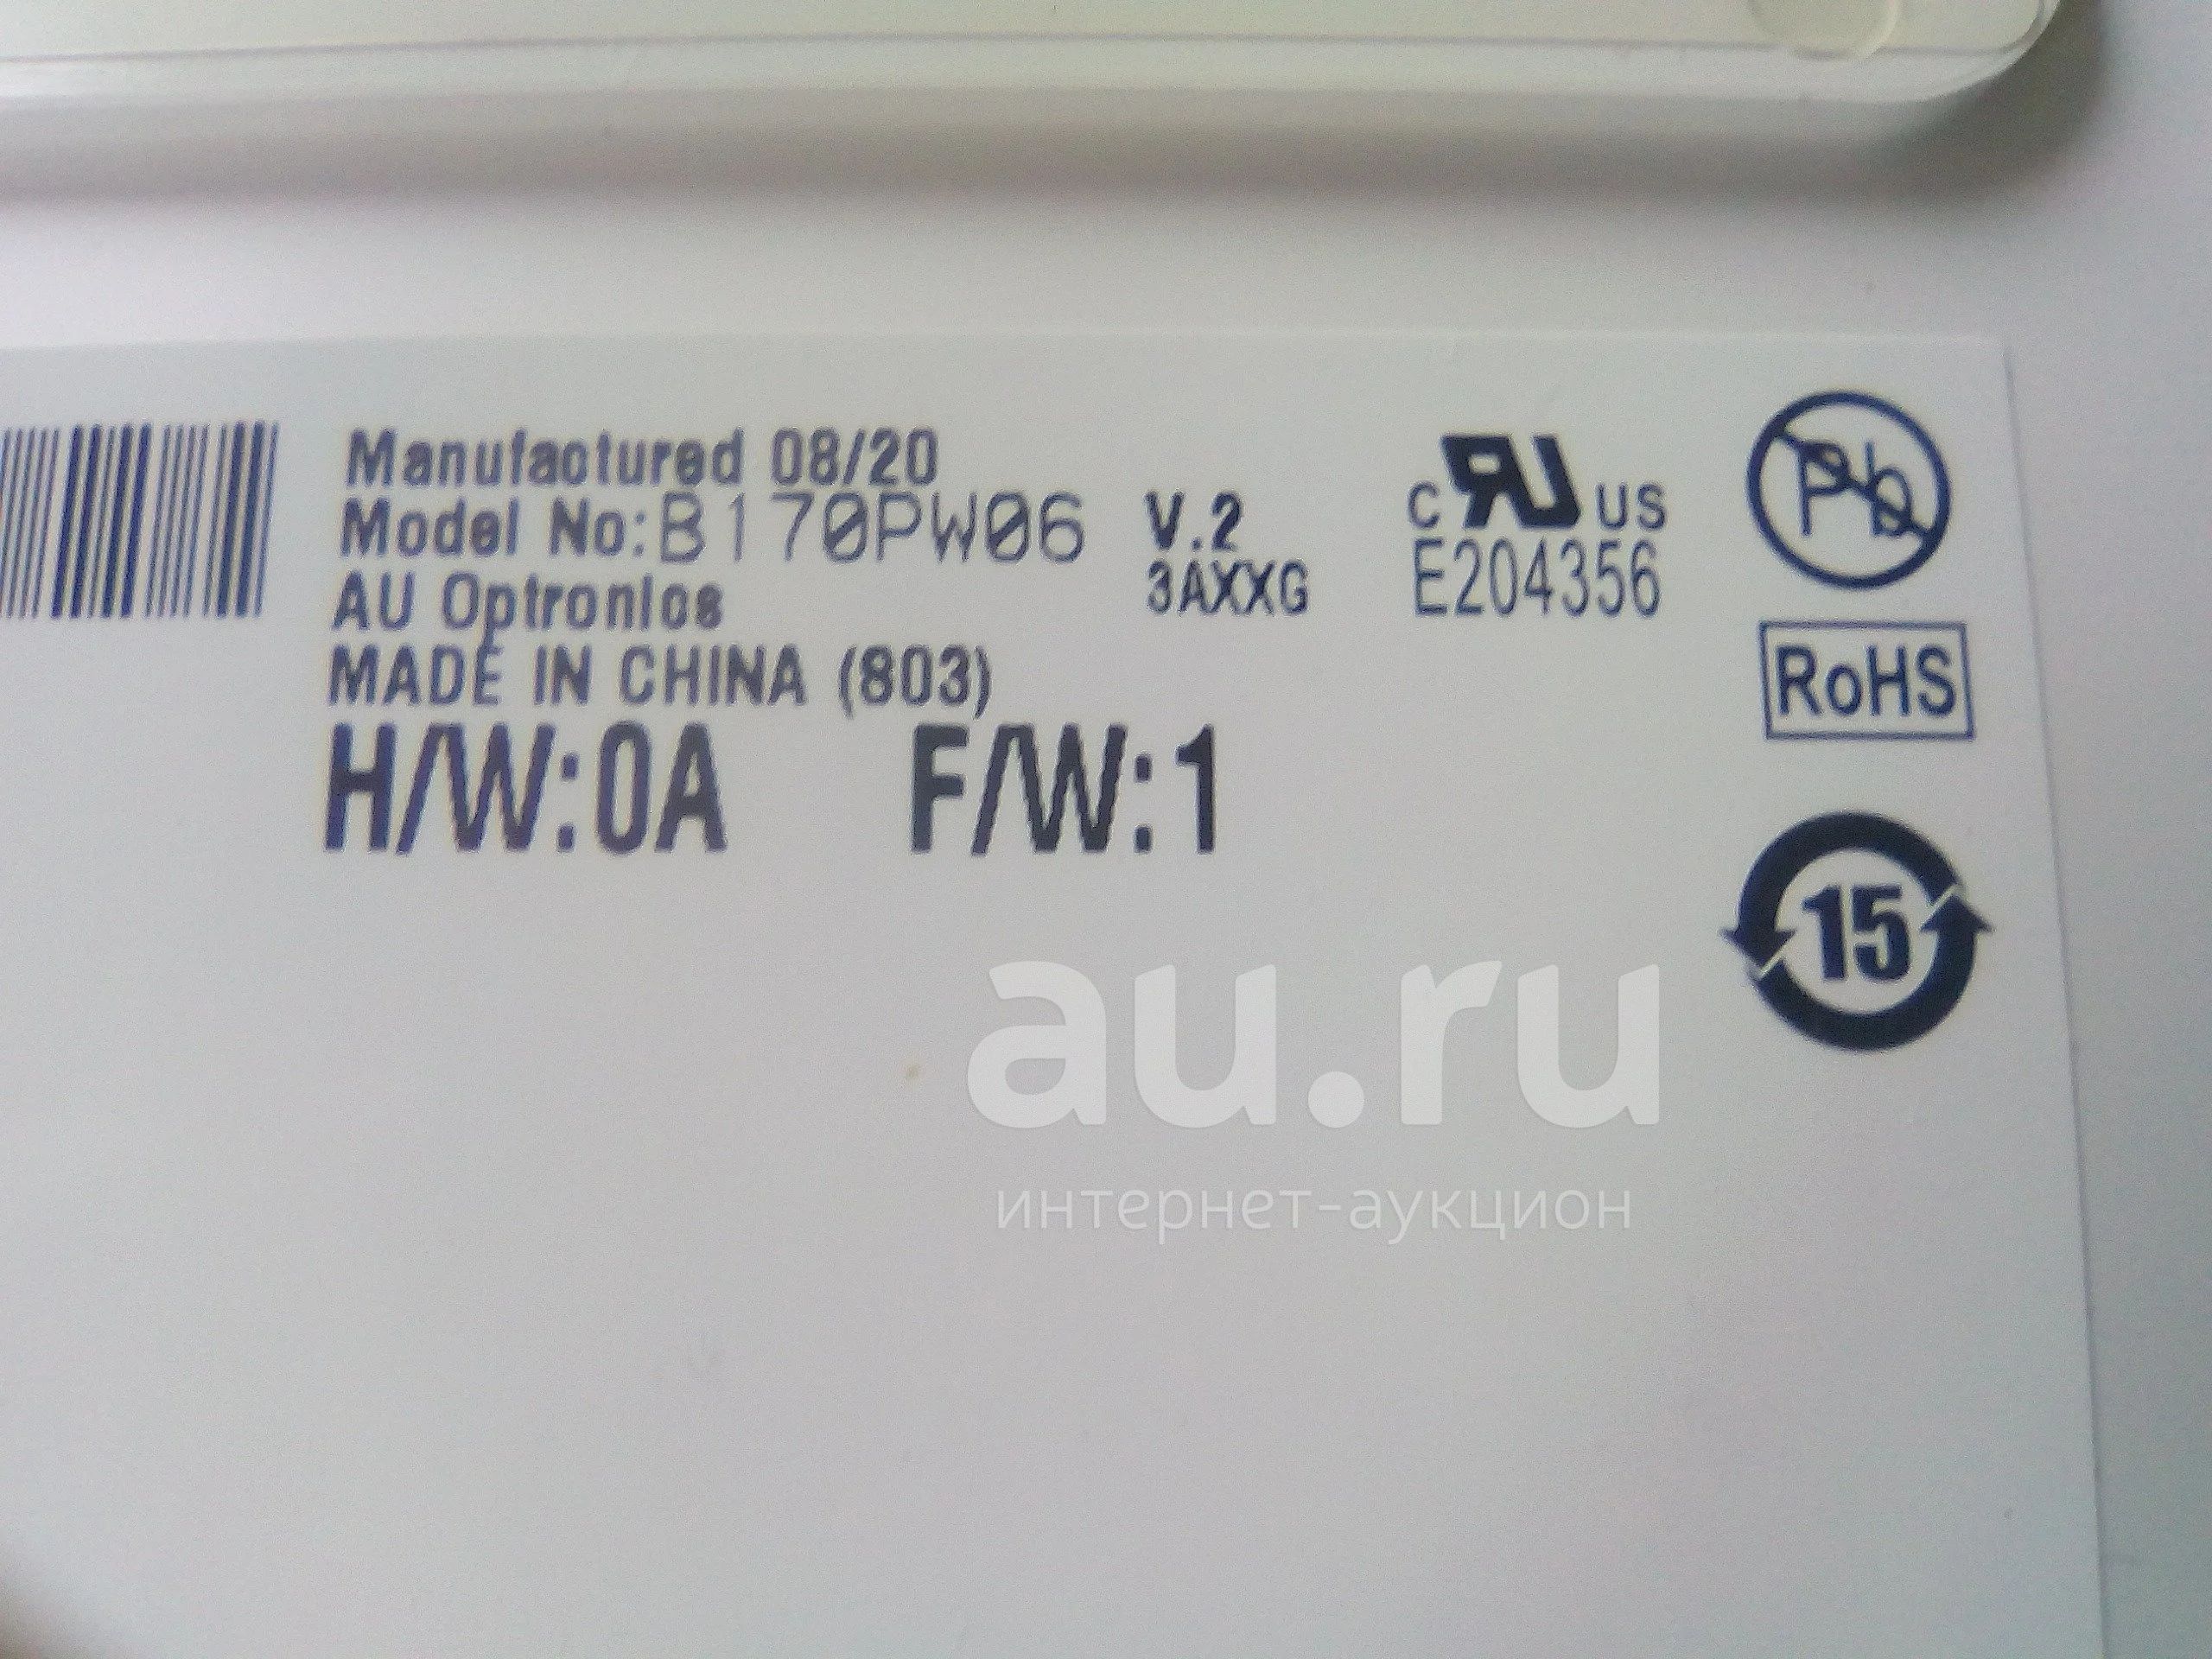 Manufactured 08/20
Model No:B170PW06 V.2
AU Optronics 3AXXG
MADE IN CHINA (803)
H/W:0A F/W:1
c RU US
E204356
Pb
RoHS
15
au.ru
интернет-аукцион